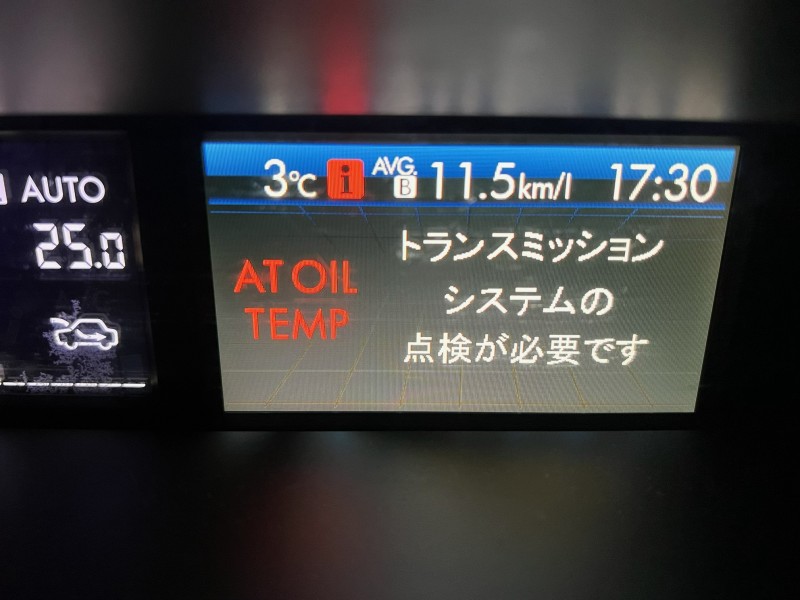 AUTO
25.0
3℃ i AVG. B 11.5km/l 17:30
AT OIL
TEMP
トランスミッション
システムの
点検が必要です